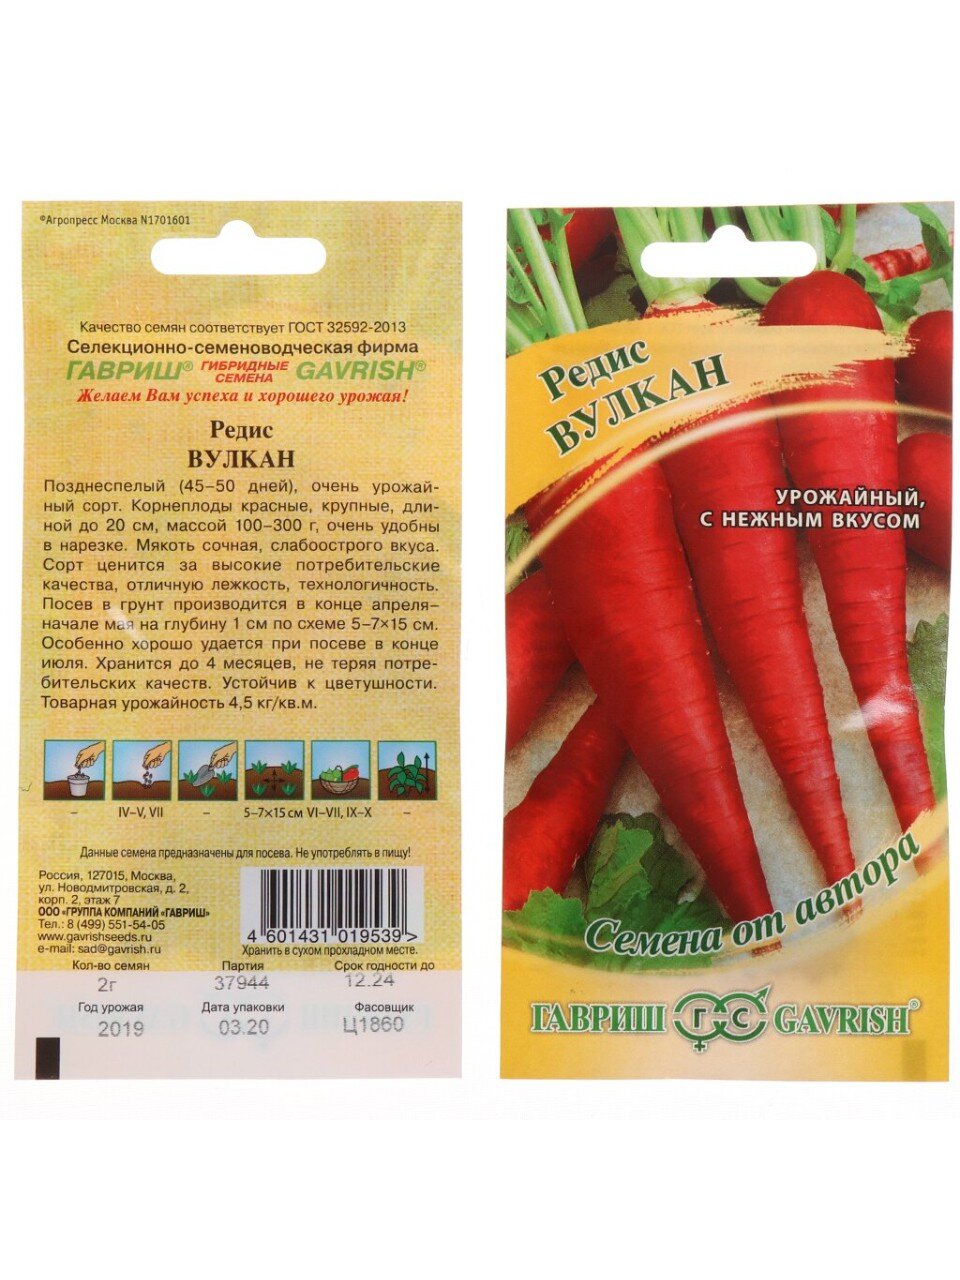 ®Агропресс Москва N1701601
Качество семян соответствует ГОСТ 32592-2013
Селекционно-семеноводческая фирма
ГАВРИШ® ГИБРИДНЫЕ СЕМЕНА GAVRISH®
Желаем Вам успеха и хорошего урожая!
Редис
ВУЛКАН
Позднеспелый (45–50 дней), очень урожай-
ный сорт. Корнеплоды красные, крупные, дли-
ной до 20 см, массой 100–300 г, очень удобны
в нарезке. Мякоть сочная, слабоострого вкуса.
Сорт ценится за высокие потребительские
качества, отличную лежкость, технологичность.
Посев в грунт производится в конце апреля–
начале мая на глубину 1 см по схеме 5–7×15 см.
Особенно хорошо удается при посеве в конце
июля. Хранится до 4 месяцев, не теряя потре-
бительских качеств. Устойчив к цветушности.
Товарная урожайность 4,5 кг/кв.м.
– IV–V, VII – 5–7×15 см VI–VII, IX–X –
Данные семена предназначены для посева. Не употреблять в пищу!
Россия, 127015, Москва,
ул. Новодмитровская, д. 2,
корп. 2, этаж 7
ООО «ГРУППА КОМПАНИЙ «ГАВРИШ»
Тел.: 8 (499) 551-54-05
www.gavrishseeds.ru
e-mail: sad@gavrish.ru
4 601431 019539 >
Хранить в сухом прохладном месте.
Кол-во семян Партия Срок годности до
2г 37944 12.24
Год урожая Дата упаковки Фасовщик
2019 03.20 Ц1860
Редис
ВУЛКАН
УРОЖАЙНЫЙ,
С НЕЖНЫМ ВКУСОМ
Семена от автора
ГАВРИШ ГС GAVRISH®